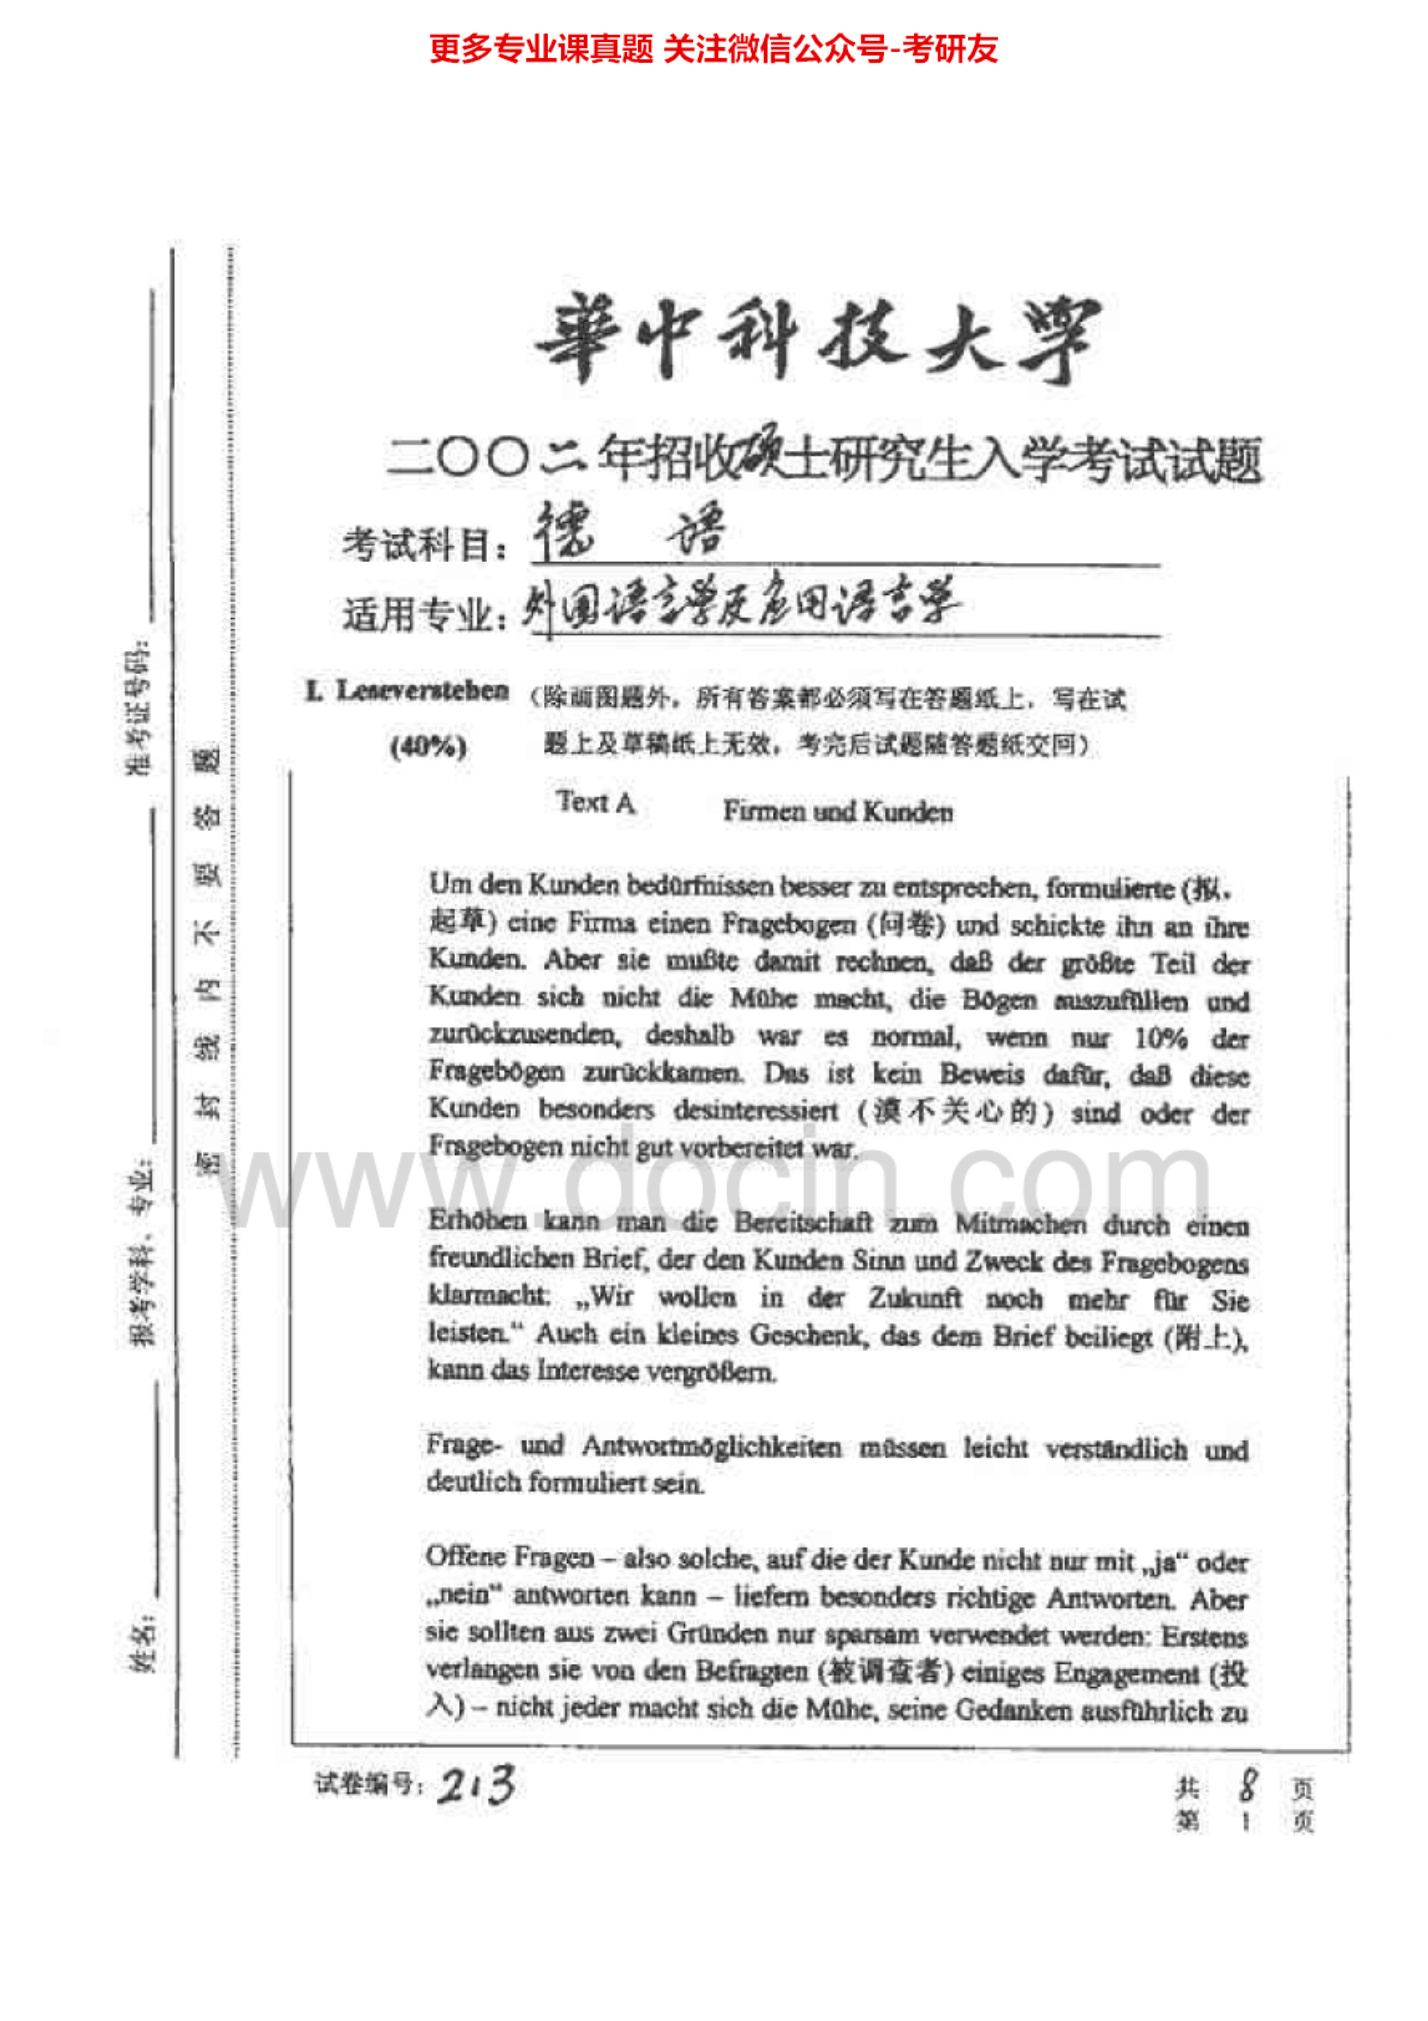 更多专业课真题 关注微信公众号-考研友
華中科技大学
二〇〇二年招收硕士研究生入学考试试题
考试科目: 德 语
适用专业: 外国语言学及应用语言学
I. Leseverstehen (除画图题外，所有答案都必须写在答题纸上，写在试
(40%) 题上及草稿纸上无效，考完后试题随答题纸交回)
Text A Firmen und Kunden
Um den Kunden bedürfnissen besser zu entsprechen, formulierte (拟，
起草) eine Firma einen Fragebogen (问卷) und schickte ihn an ihre
Kunden. Aber sie mußte damit rechnen, daß der größte Teil der
Kunden sich nicht die Mühe macht, die Bögen auszufüllen und
zurückzusenden, deshalb war es normal, wenn nur 10% der
Fragebögen zurückkamen. Das ist kein Beweis dafür, daß diese
Kunden besonders desinteressiert (漠不关心的) sind oder der
Fragebogen nicht gut vorbereitet war.
Erhöhen kann man die Bereitschaft zum Mitmachen durch einen
freundlichen Brief, der den Kunden Sinn und Zweck des Fragebogens
klarmacht: „Wir wollen in der Zukunft noch mehr für Sie
leisten.“ Auch ein kleines Geschenk, das dem Brief beiliegt (附上),
kann das Interesse vergrößern.
Frage- und Antwortmöglichkeiten müssen leicht verständlich und
deutlich formuliert sein.
Offene Fragen – also solche, auf die der Kunde nicht nur mit „ja“ oder
„nein“ antworten kann – liefern besonders richtige Antworten. Aber
sie sollten aus zwei Gründen nur sparsam verwendet werden: Erstens
verlangen sie von den Befragten (被调查者) einiges Engagement (投
入) – nicht jeder macht sich die Mühe, seine Gedanken ausführlich zu
试卷编号: 213
共 8 页
第 1 页
准考证号码:
报考学科、专业:
姓名:
密封线内不要答题
www.docin.com